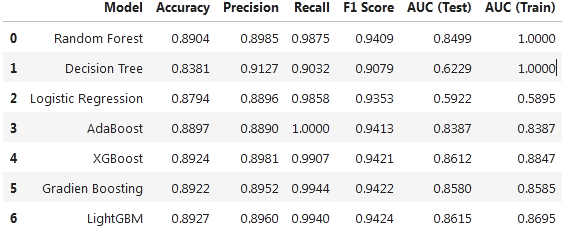 Model Accuracy Precision Recall F1 Score AUC (Test) AUC (Train)
0 Random Forest 0.8904 0.8985 0.9875 0.9409 0.8499 1.0000
1 Decision Tree 0.8381 0.9127 0.9032 0.9079 0.6229 1.0000
2 Logistic Regression 0.8794 0.8896 0.9858 0.9353 0.5922 0.5895
3 AdaBoost 0.8897 0.8890 1.0000 0.9413 0.8387 0.8387
4 XGBoost 0.8924 0.8981 0.9907 0.9421 0.8612 0.8847
5 Gradien Boosting 0.8922 0.8952 0.9944 0.9422 0.8580 0.8585
6 LightGBM 0.8927 0.8960 0.9940 0.9424 0.8615 0.8695